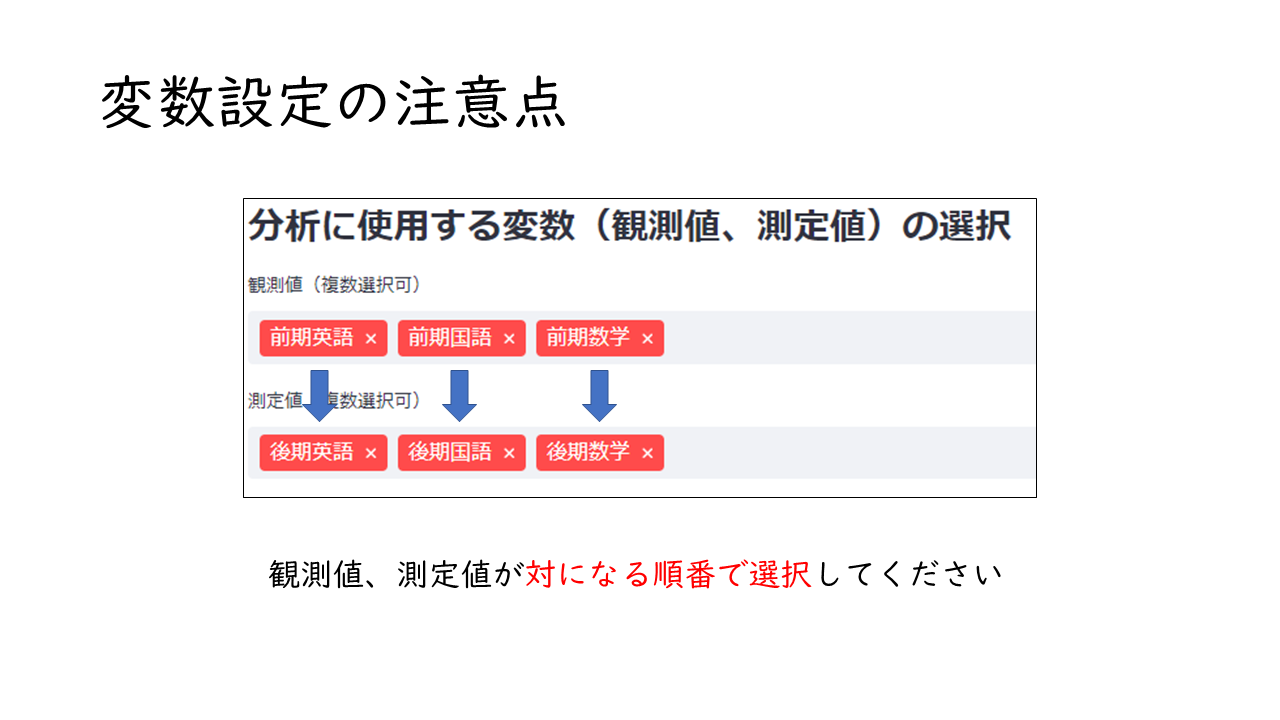 変数設定の注意点
分析に使用する変数（観測値、測定値）の選択
観測値（複数選択可）
前期英語 × 前期国語 × 前期数学 ×
測定値（複数選択可）
後期英語 × 後期国語 × 後期数学 ×
観測値、測定値が対になる順番で選択してください